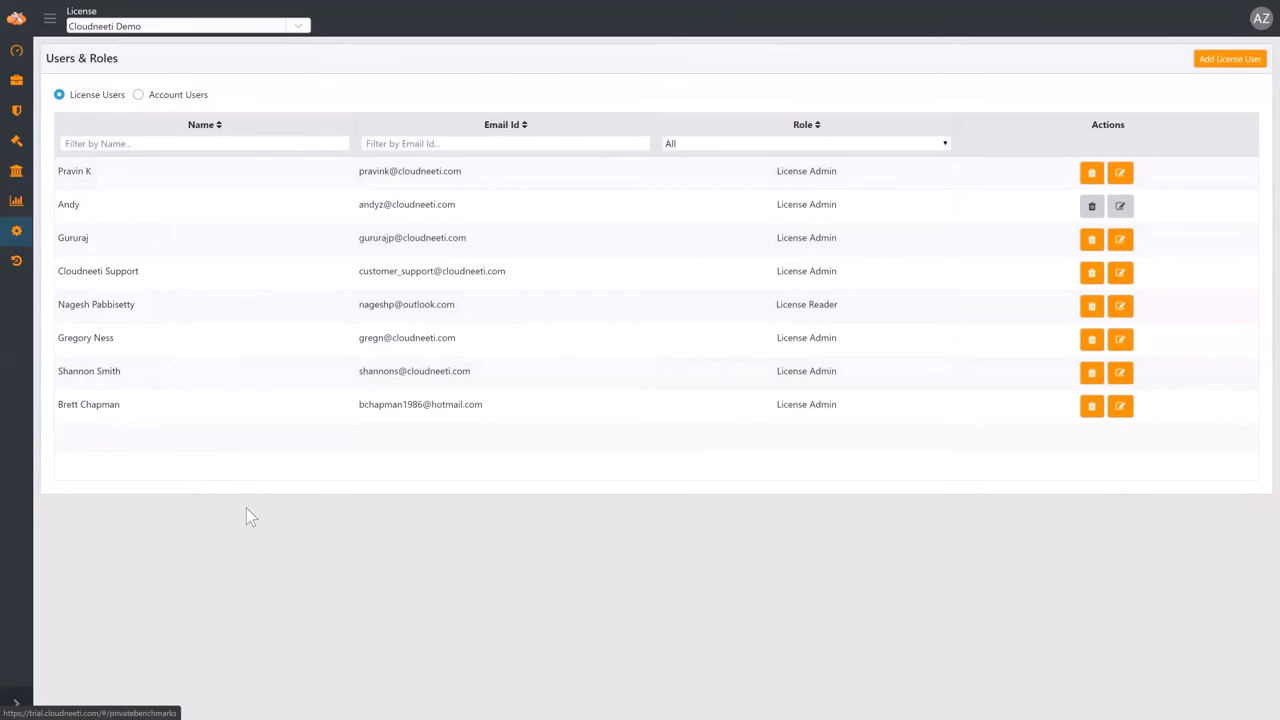 License
Cloudneeti Demo
AZ
Users & Roles
Add License User
License Users Account Users
Name Email Id Role Actions
Filter by Name... Filter by Email Id... All
Pravin K pravink@cloudneeti.com License Admin
Andy andyz@cloudneeti.com License Admin
Gururaj gururajp@cloudneeti.com License Admin
Cloudneeti Support customer_support@cloudneeti.com License Admin
Nagesh Pabbisetty nageshp@outlook.com License Reader
Gregory Ness gregn@cloudneeti.com License Admin
Shannon Smith shannons@cloudneeti.com License Admin
Brett Chapman bchapman1986@hotmail.com License Admin
https://trial.cloudneeti.com/#/privatebenchmarks